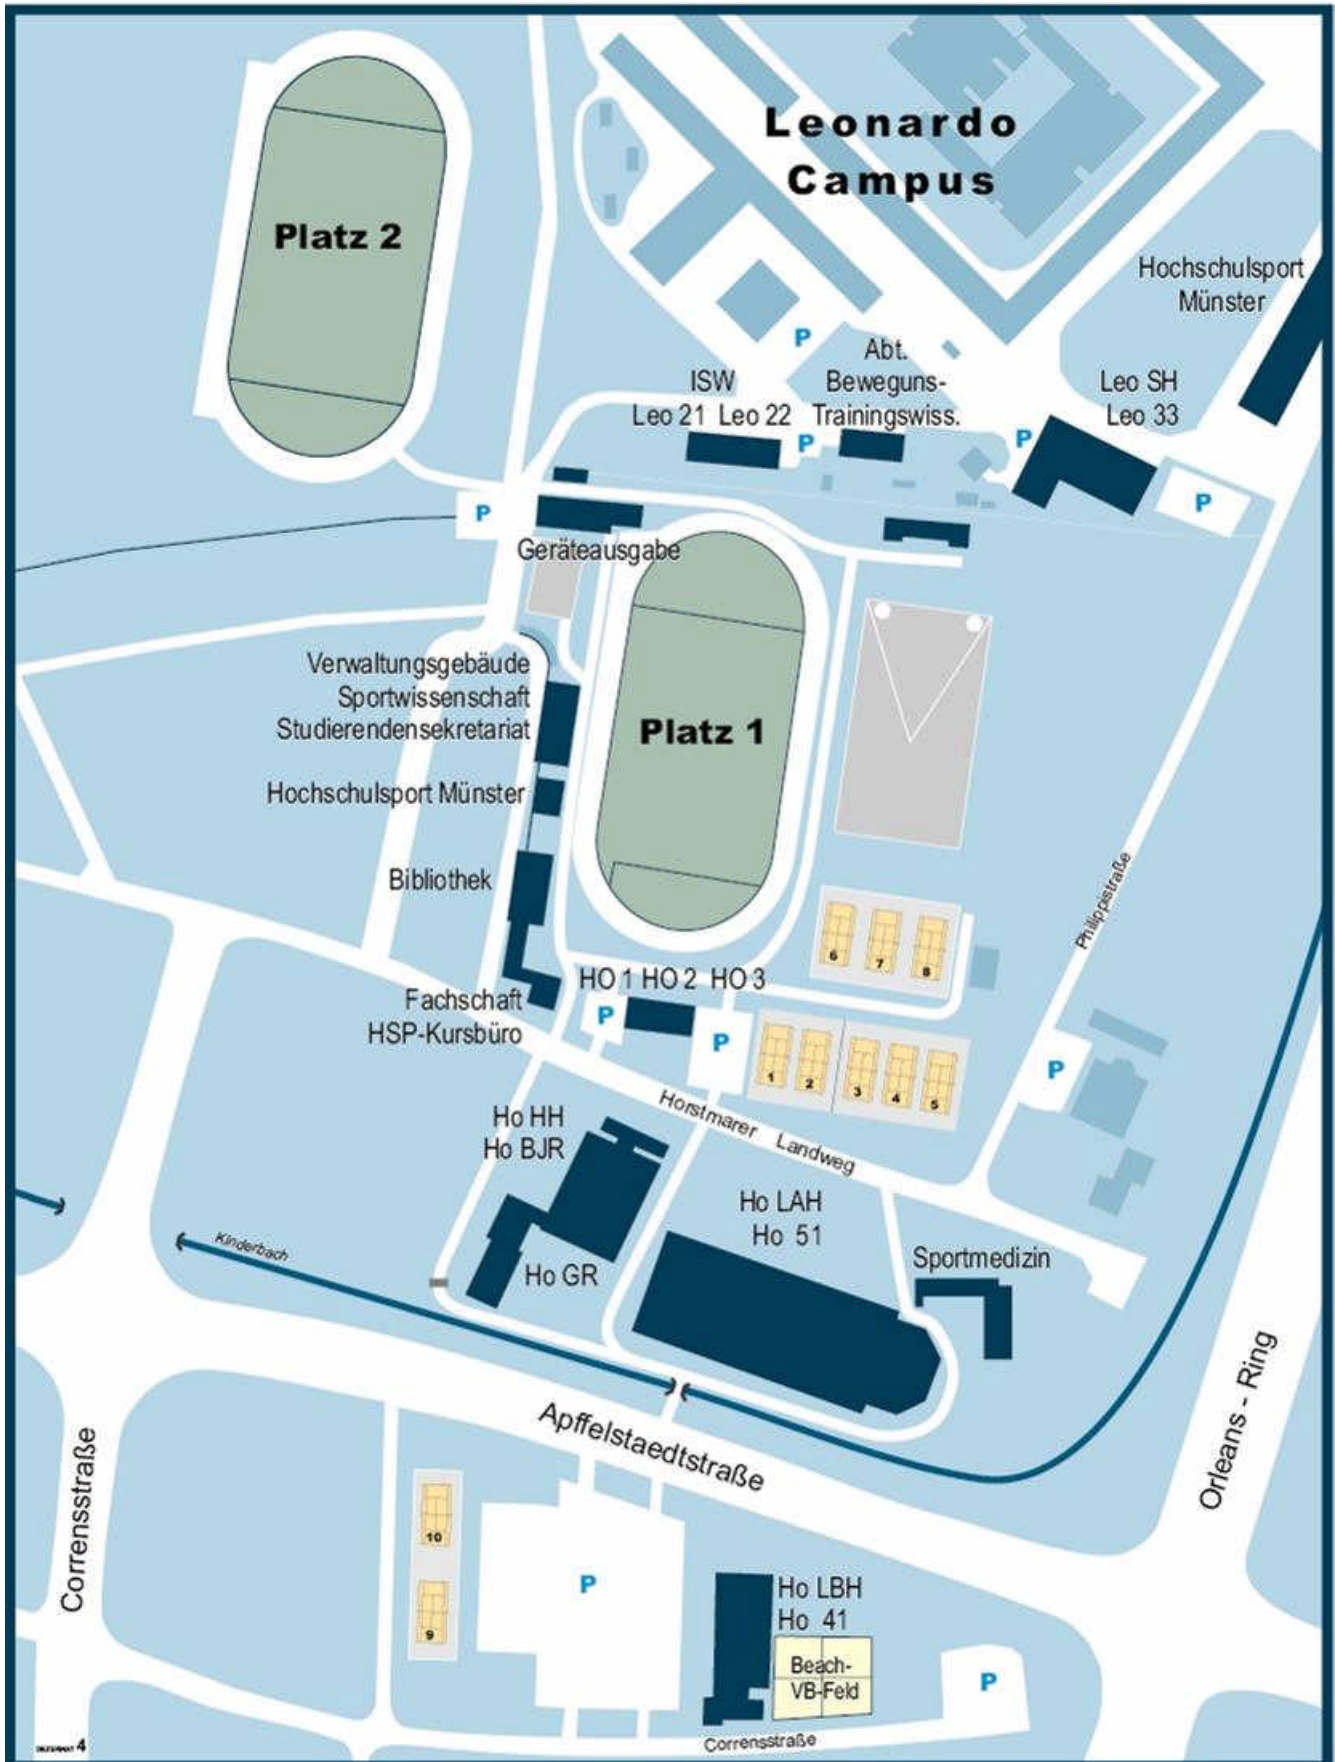 Leonardo
Campus
Platz 2
Hochschulsport
Münster
P
Abt.
Beweguns-
Trainingswiss.
ISW
Leo 21 Leo 22
P
Leo SH
Leo 33
P
P
P
Geräteausgabe
Verwaltungsgebäude
Sportwissenschaft
Studierendensekretariat
Platz 1
Hochschulsport Münster
Bibliothek
Philippistraße
6
7
8
HO 1 HO 2 HO 3
Fachschaft
HSP-Kursbüro
P
P
P
1
2
3
4
5
Horstmarer Landweg
Ho HH
Ho BJR
Ho LAH
Ho 51
Kinderbach
Ho GR
Sportmedizin
Orleans - Ring
Apffelstaedtstraße
Corrensstraße
10
9
P
Ho LBH
Ho 41
Beach-
VB-Feld
P
Corrensstraße
4